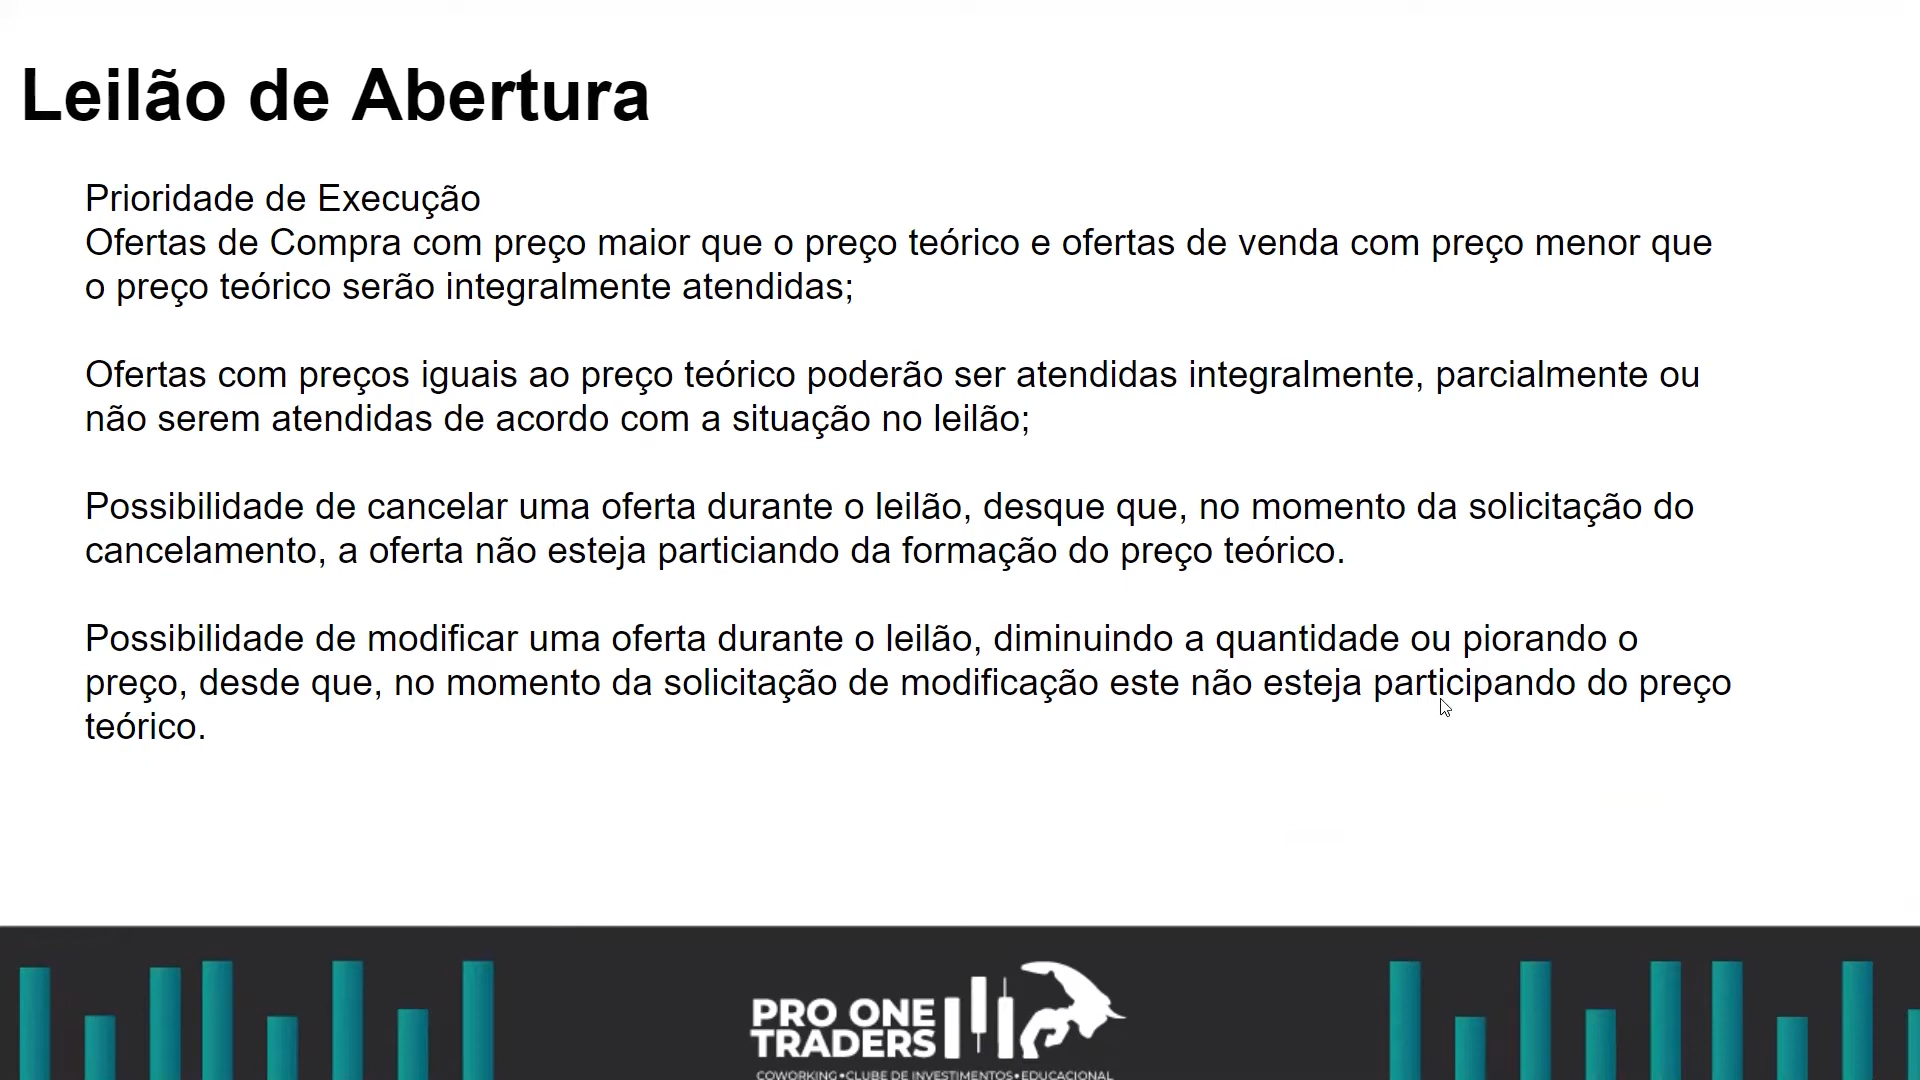 Leilão de Abertura
Prioridade de Execução
Ofertas de Compra com preço maior que o preço teórico e ofertas de venda com preço menor que
o preço teórico serão integralmente atendidas;
Ofertas com preços iguais ao preço teórico poderão ser atendidas integralmente, parcialmente ou
não serem atendidas de acordo com a situação no leilão;
Possibilidade de cancelar uma oferta durante o leilão, desque que, no momento da solicitação do
cancelamento, a oferta não esteja particiando da formação do preço teórico.
Possibilidade de modificar uma oferta durante o leilão, diminuindo a quantidade ou piorando o
preço, desde que, no momento da solicitação de modificação este não esteja participando do preço
teórico.
PRO ONE
TRADERS
COWORKING•CLUBE DE INVESTIMENTOS•EDUCACIONAL